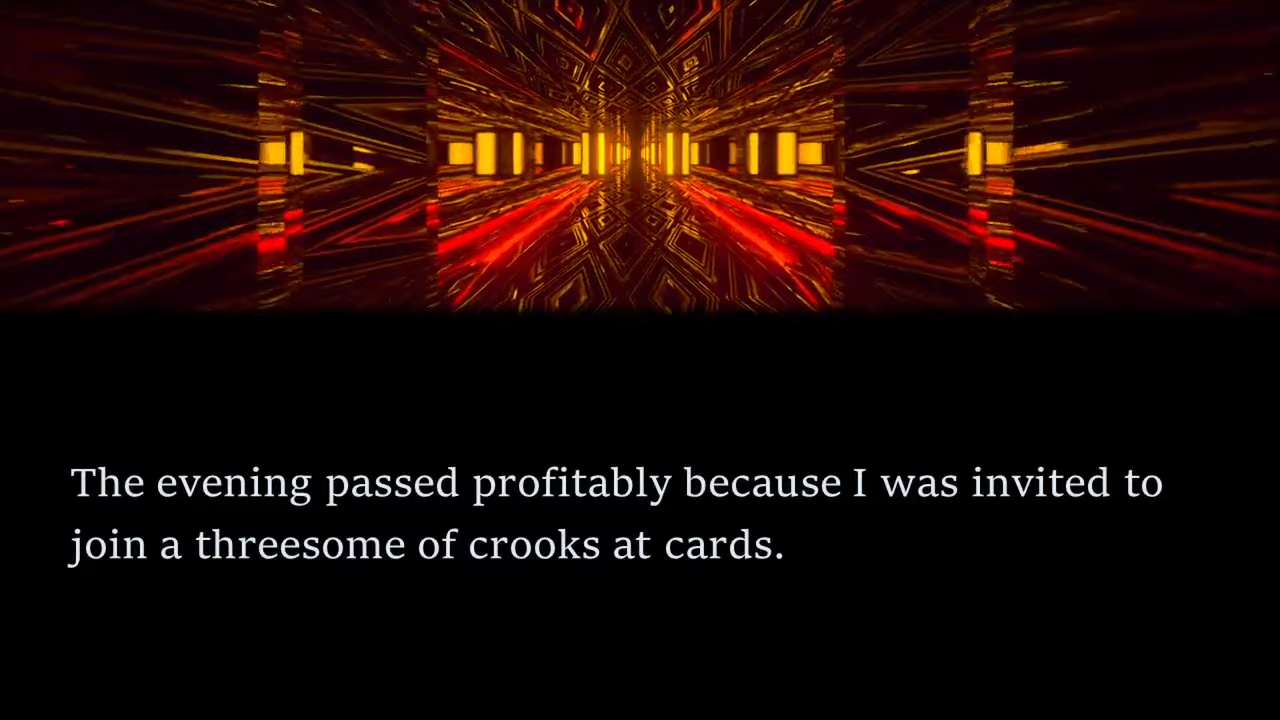 The evening passed profitably because I was invited to
join a threesome of crooks at cards.